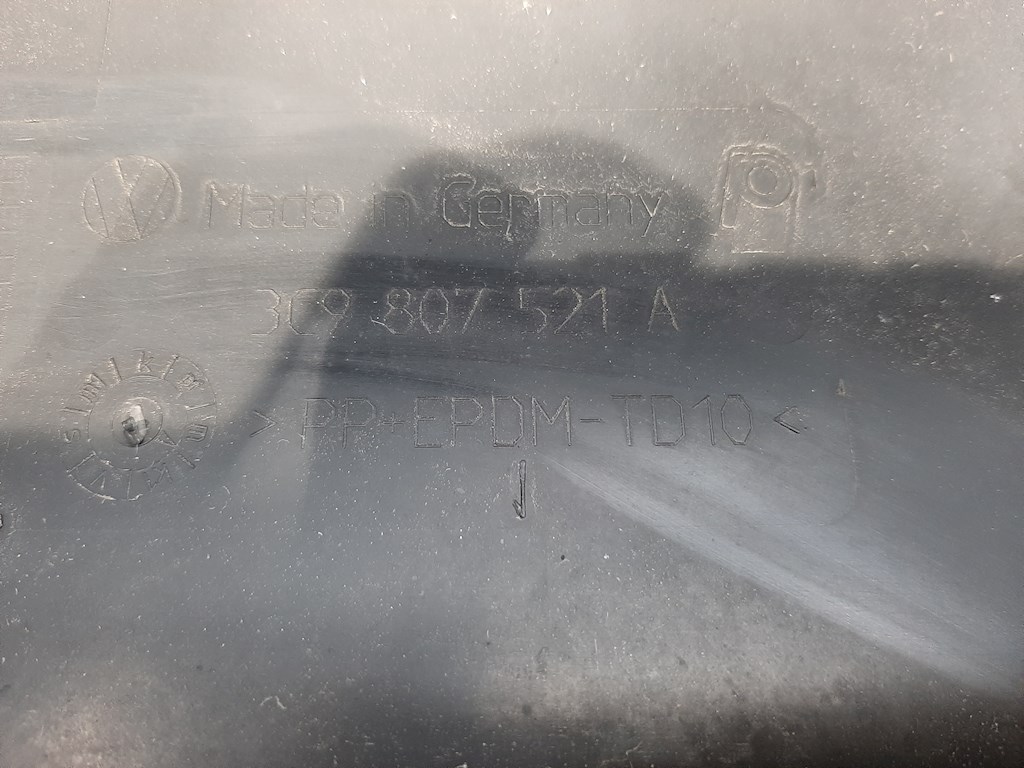 Made in Germany
3C9 807 521 A
>PP+EPDM-TD10<